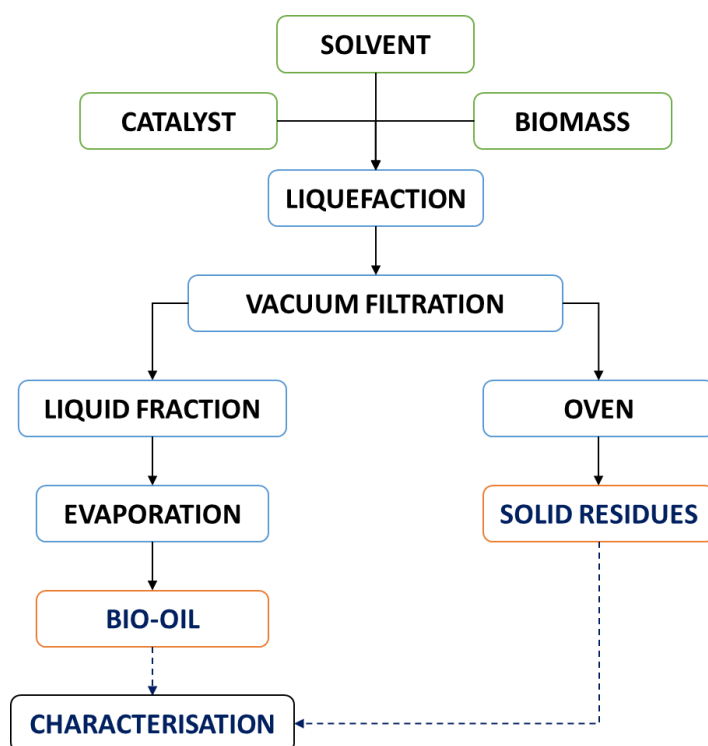 SOLVENT
CATALYST
BIOMASS
LIQUEFACTION
VACUUM FILTRATION
LIQUID FRACTION
OVEN
EVAPORATION
SOLID RESIDUES
BIO-OIL
CHARACTERISATION